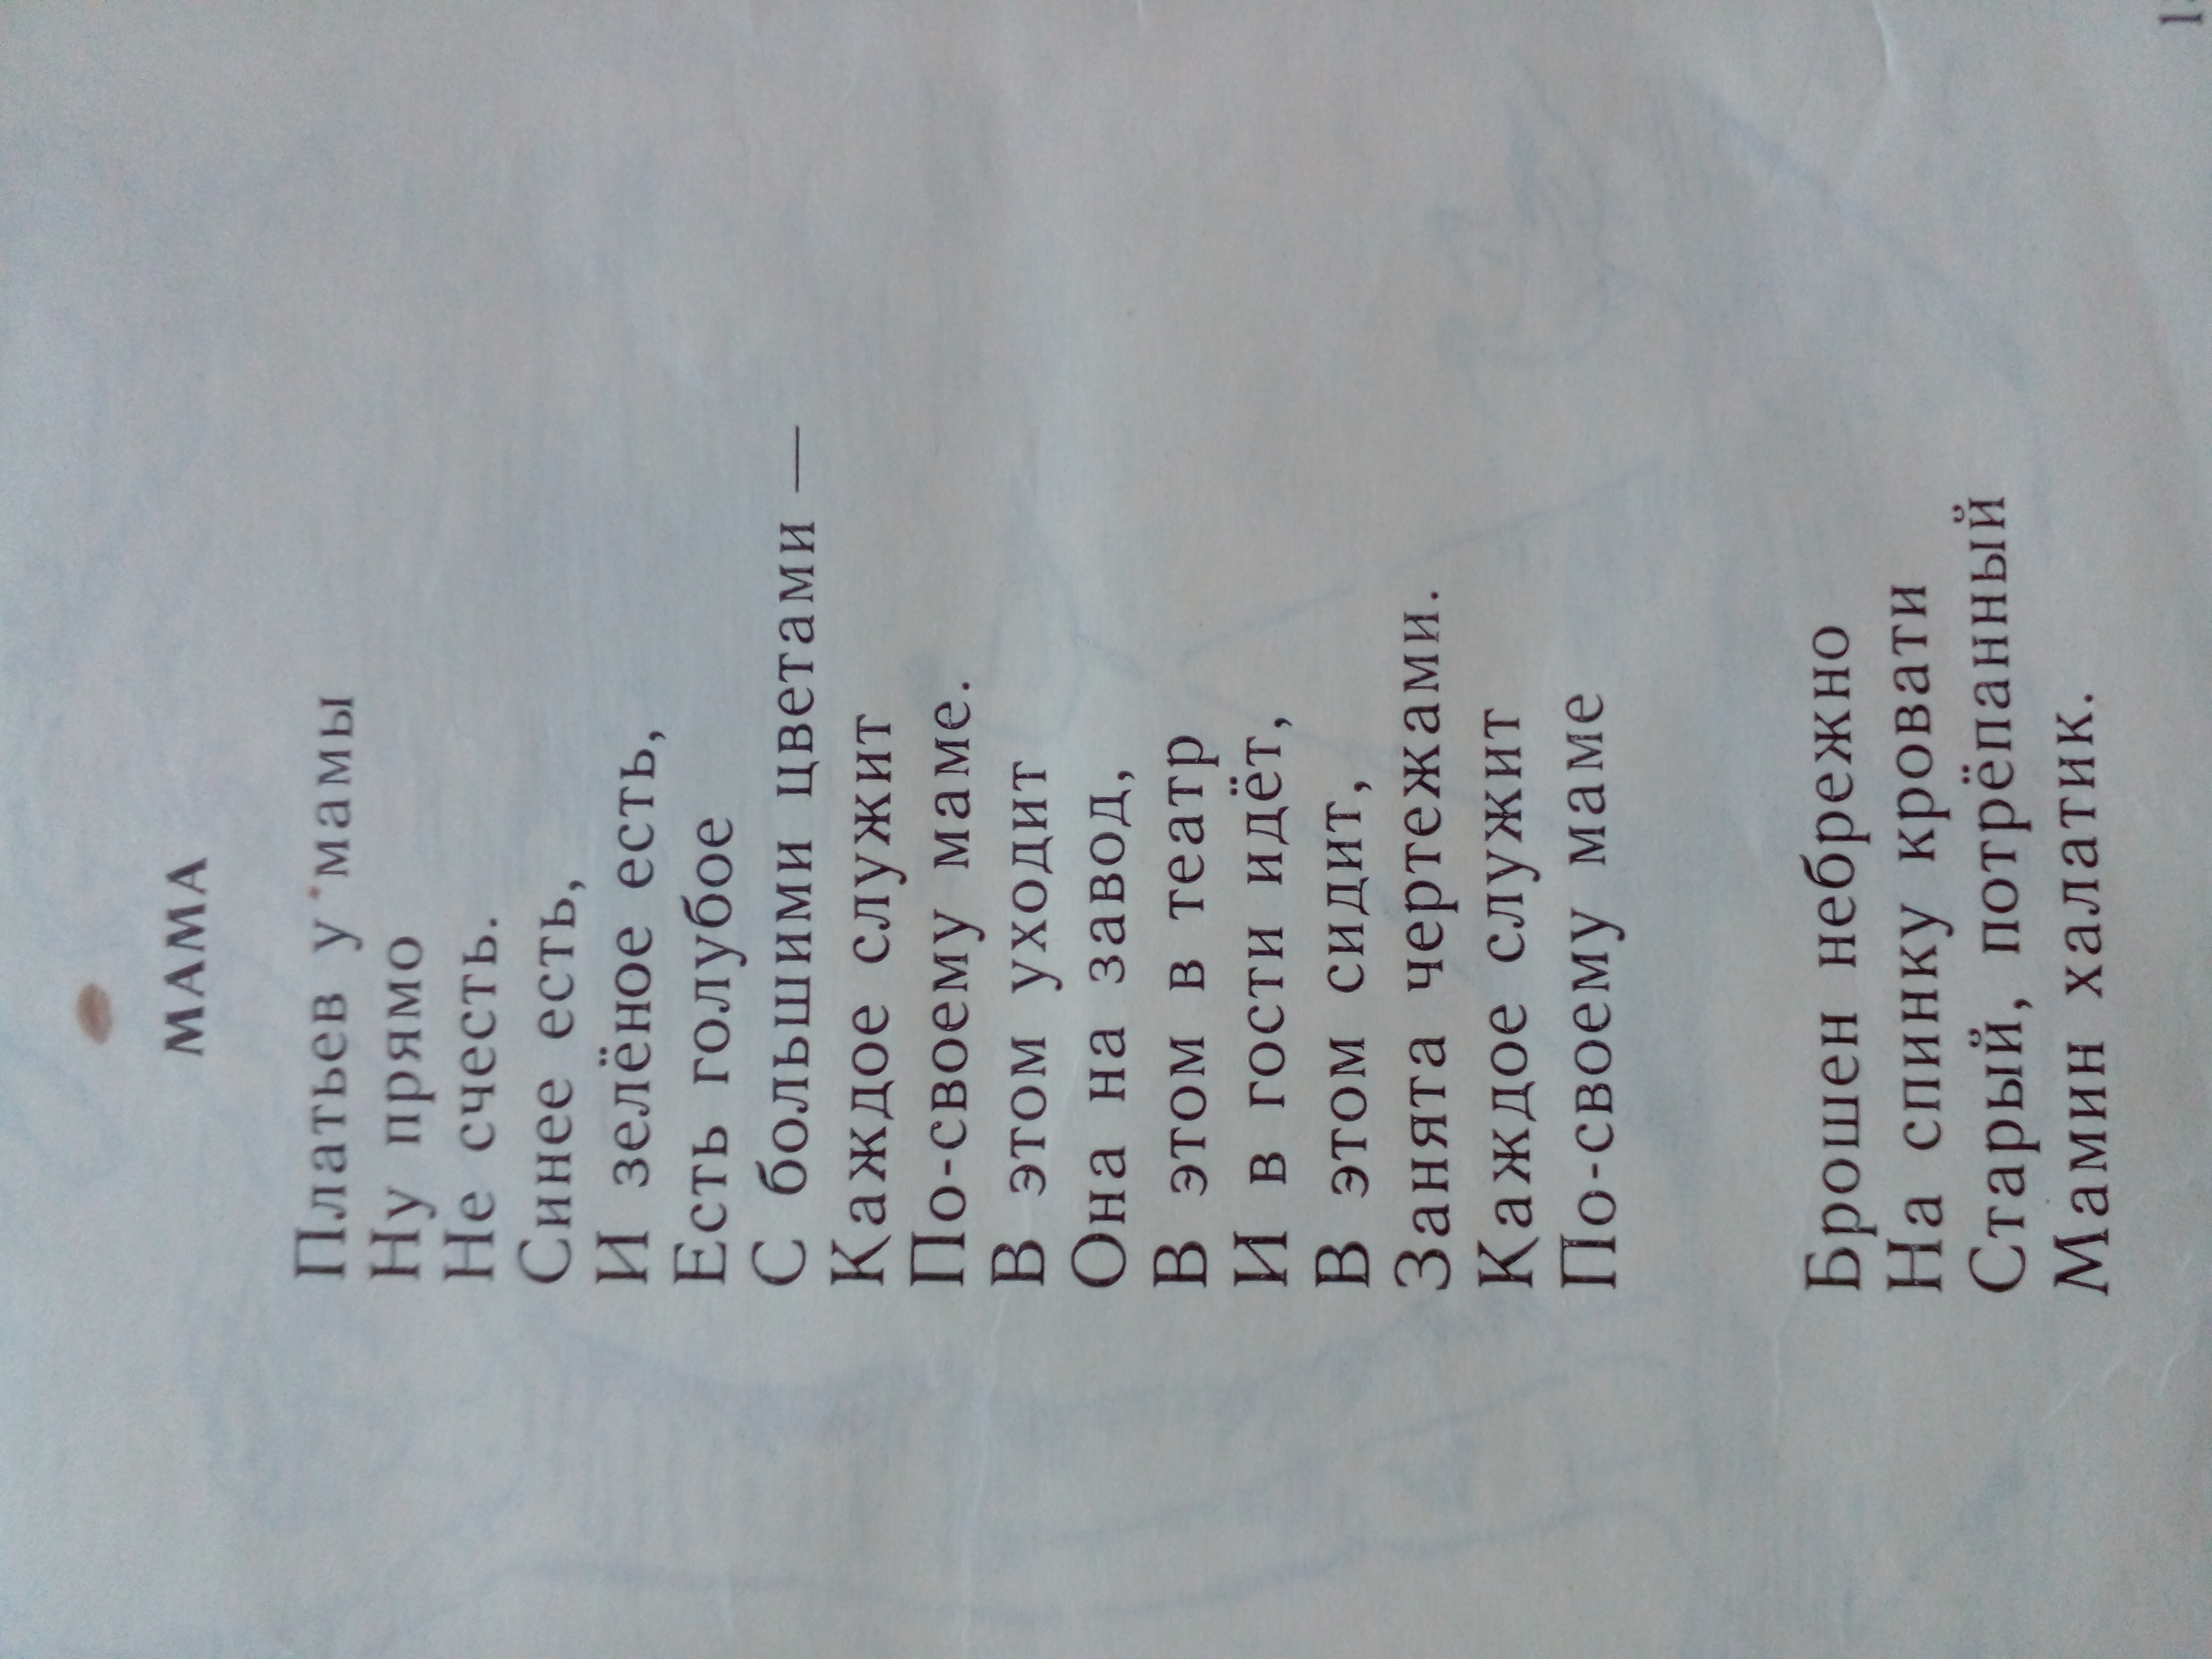 МАМА
Платьев у мамы
Ну прямо
Не счесть.
Синее есть,
И зелёное есть,
Есть голубое
С большими цветами —
Каждое служит
По-своему маме.
В этом уходит
Она на завод,
В этом в театр
И в гости идёт,
В этом сидит,
Занята чертежами.
Каждое служит
По-своему маме
Брошен небрежно
На спинку кровати
Старый, потрёпанный
Мамин халатик.